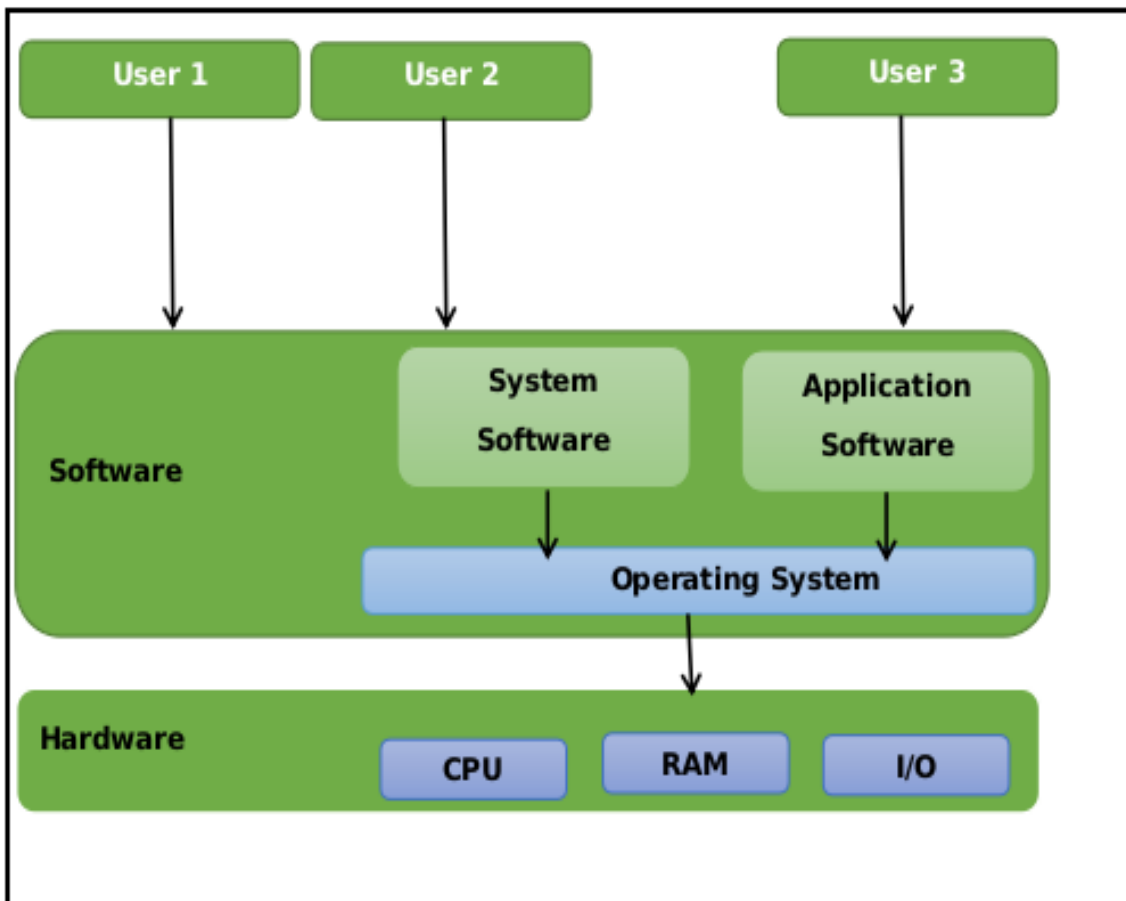 User 1
User 2
User 3
System
Software
Application
Software
Software
Operating System
Hardware
CPU
RAM
I/O